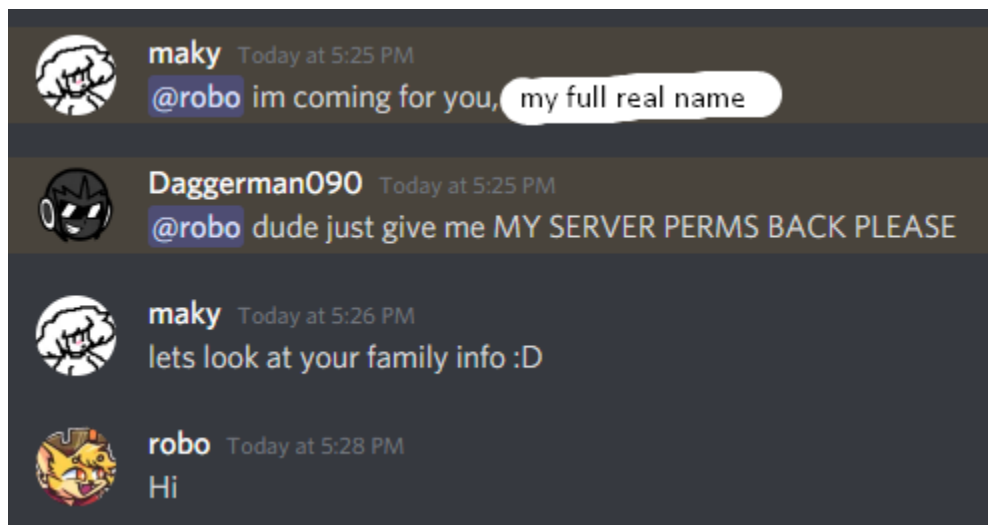 maky Today at 5:25 PM
@robo im coming for you, my full real name
Daggerman090 Today at 5:25 PM
@robo dude just give me MY SERVER PERMS BACK PLEASE
maky Today at 5:26 PM
lets look at your family info :D
robo Today at 5:28 PM
Hi